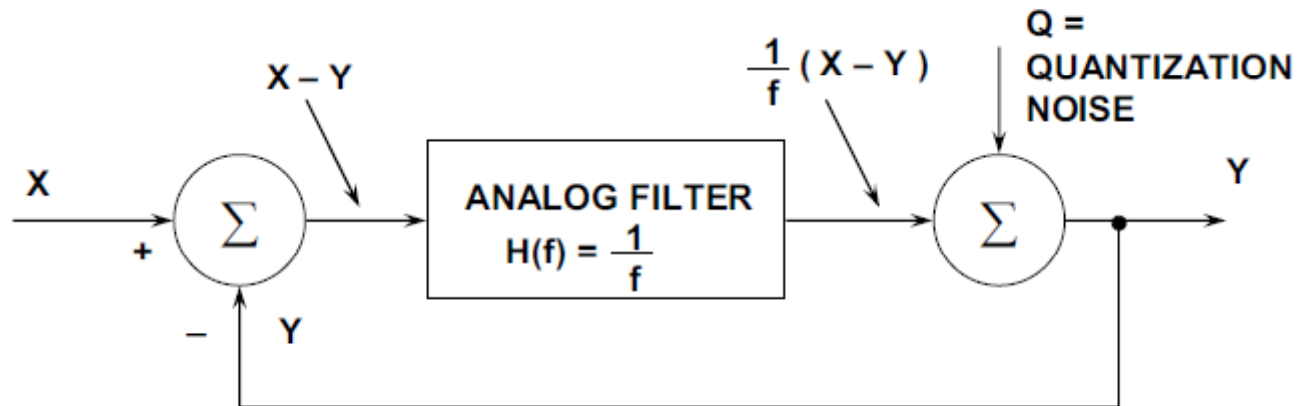 X
+
Σ
–
Y
X – Y
ANALOG FILTER
H(f) = 1/f
1/f ( X – Y )
Q =
QUANTIZATION
NOISE
Σ
Y